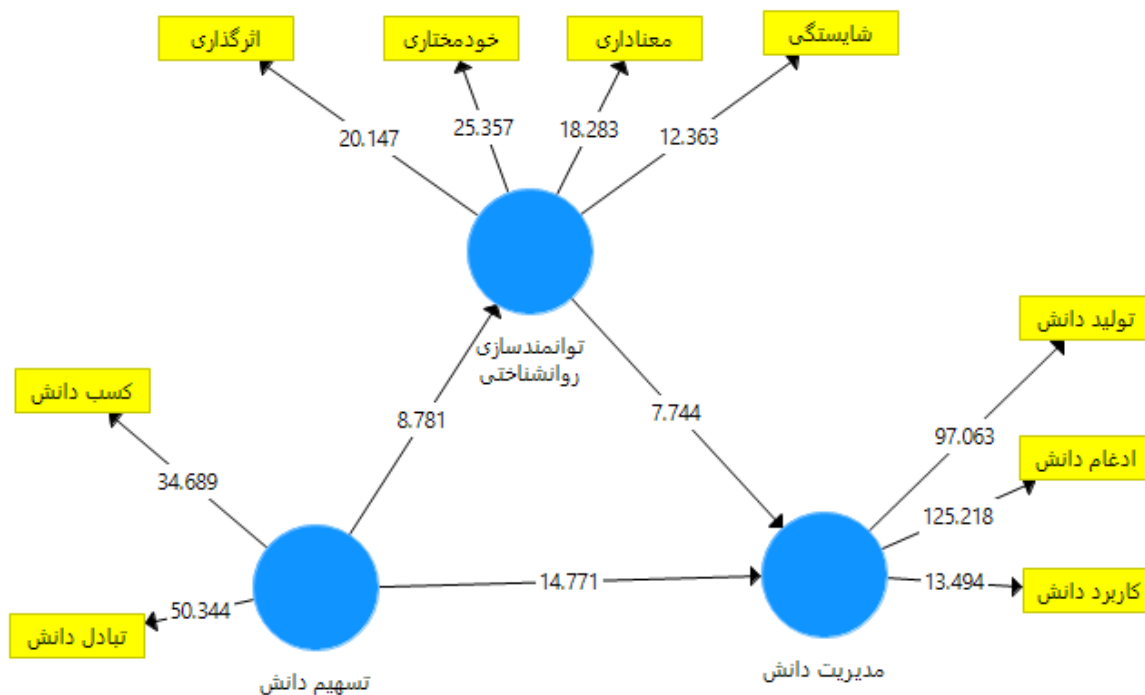 اثرگذاری
خودمختاری
معناداری
شایستگی
20.147
25.357
18.283
12.363
توانمندسازی
روانشناختی
تولید دانش
کسب دانش
8.781
7.744
97.063
ادغام دانش
34.689
125.218
14.771
13.494
کاربرد دانش
50.344
تبادل دانش
تسهیم دانش
مدیریت دانش